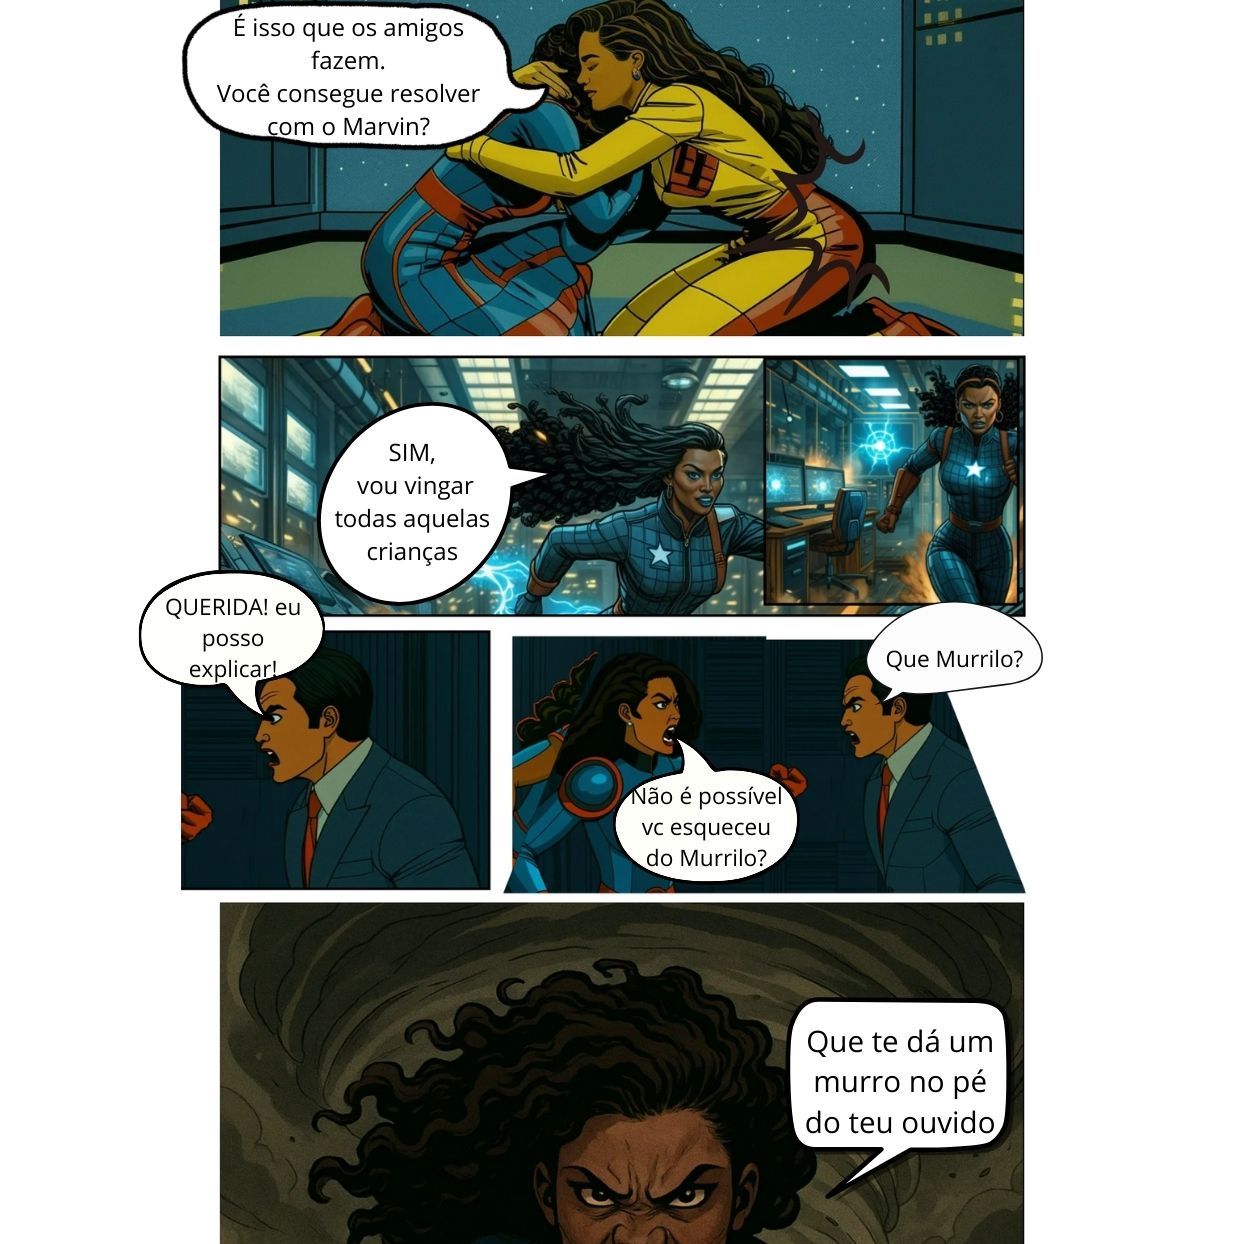 É isso que os amigos
fazem.
Você consegue resolver
com o Marvin?
SIM,
vou vingar
todas aquelas
crianças
QUERIDA! eu
posso
explicar!
Que Murrilo?
Não é possível
vc esqueceu
do Murrilo?
Que te dá um
murro no pé
do teu ouvido